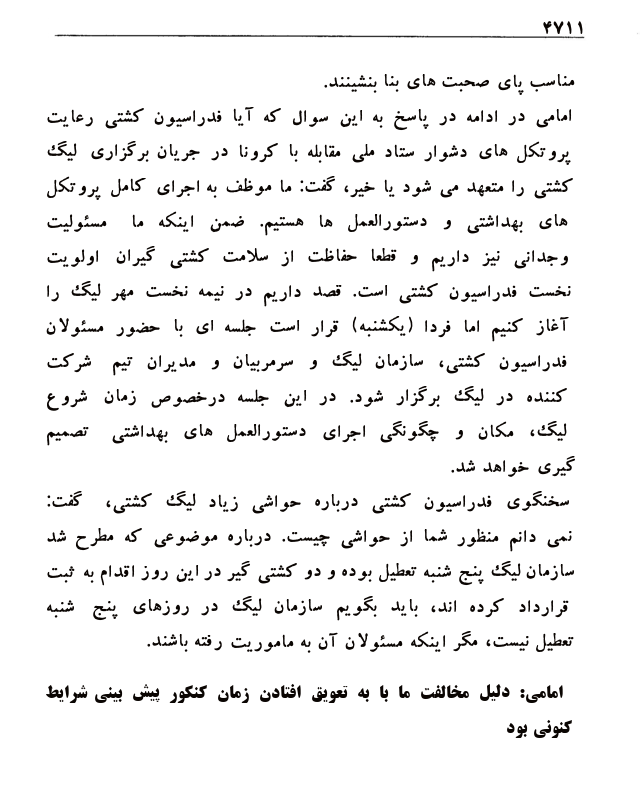 ۴۷۱۱
مناسب پای صحبت های بنا بنشینند.
امامی در ادامه در پاسخ به این سوال که آیا فدراسیون کشتی رعایت
پروتکل های دشوار ستاد ملی مقابله با کرونا در جریان برگزاری لیگ
کشتی را متعهد می شود یا خیر، گفت: ما موظف به اجرای کامل پروتکل
های بهداشتی و دستورالعمل ها هستیم. ضمن اینکه ما مسئولیت
وجدانی نیز داریم و قطعا حفاظت از سلامت کشتی گیران اولویت
نخست فدراسیون کشتی است. قصد داریم در نیمه نخست مهر لیگ را
آغاز کنیم اما فردا (یکشنبه) قرار است جلسه ای با حضور مسئولان
فدراسیون کشتی، سازمان لیگ و سرمربیان و مدیران تیم شرکت
کننده در لیگ برگزار شود. در این جلسه درخصوص زمان شروع
لیگ، مکان و چگونگی اجرای دستورالعمل های بهداشتی تصمیم
گیری خواهد شد.
سخنگوی فدراسیون کشتی درباره حواشی زیاد لیگ کشتی، گفت:
نمی دانم منظور شما از حواشی چیست. درباره موضوعی که مطرح شد
سازمان لیگ پنج شنبه تعطیل بوده و دو کشتی گیر در این روز اقدام به ثبت
قرارداد کرده اند، باید بگویم سازمان لیگ در روزهای پنج شنبه
تعطیل نیست، مگر اینکه مسئولان آن به ماموریت رفته باشند.
امامی: دلیل مخالفت ما با به تعویق افتادن زمان کنکور پیش بینی شرایط
کنونی بود